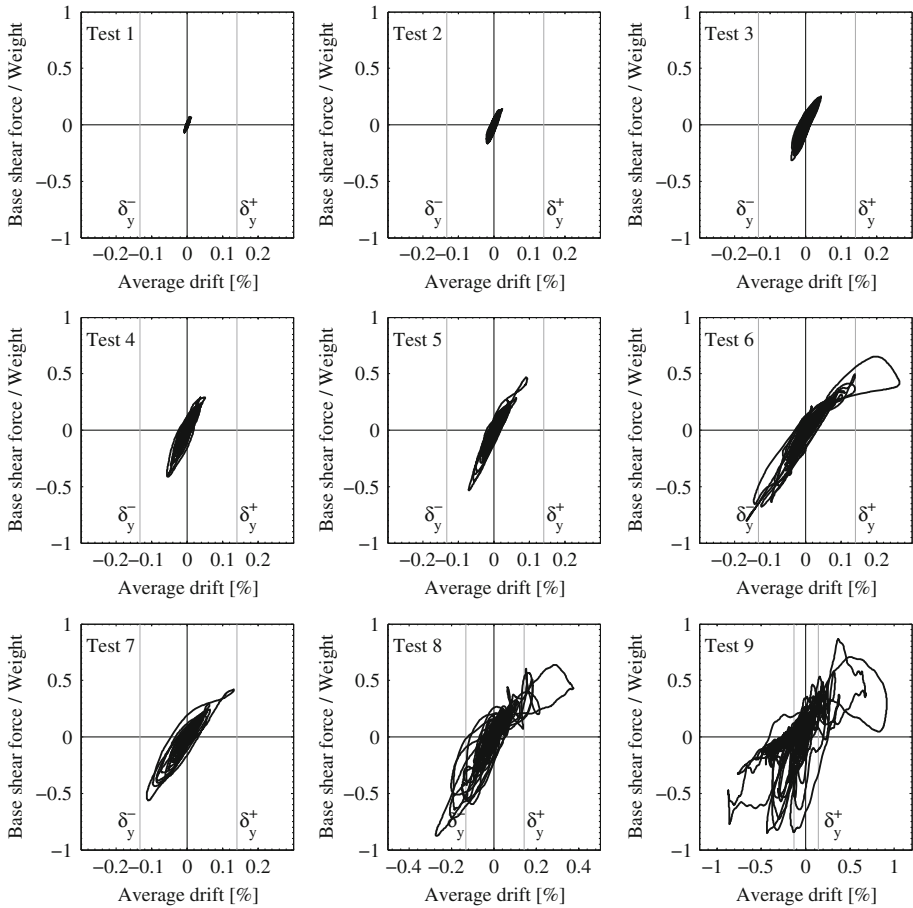 Test 1
Base shear force / Weight
1
0.5
0
−0.5
−1
δy− δy+
−0.2 −0.1 0 0.1 0.2
Average drift [%]
Test 2
Base shear force / Weight
1
0.5
0
−0.5
−1
δy− δy+
−0.2 −0.1 0 0.1 0.2
Average drift [%]
Test 3
Base shear force / Weight
1
0.5
0
−0.5
−1
δy− δy+
−0.2 −0.1 0 0.1 0.2
Average drift [%]
Test 4
Base shear force / Weight
1
0.5
0
−0.5
−1
δy− δy+
−0.2 −0.1 0 0.1 0.2
Average drift [%]
Test 5
Base shear force / Weight
1
0.5
0
−0.5
−1
δy− δy+
−0.2 −0.1 0 0.1 0.2
Average drift [%]
Test 6
Base shear force / Weight
1
0.5
0
−0.5
−1
δy− δy+
−0.2 −0.1 0 0.1 0.2
Average drift [%]
Test 7
Base shear force / Weight
1
0.5
0
−0.5
−1
δy− δy+
−0.2 −0.1 0 0.1 0.2
Average drift [%]
Test 8
Base shear force / Weight
1
0.5
0
−0.5
−1
δy− δy+
−0.4 −0.2 0 0.2 0.4
Average drift [%]
Test 9
Base shear force / Weight
1
0.5
0
−0.5
−1
δy+
−1 −0.5 0 0.5 1
Average drift [%]